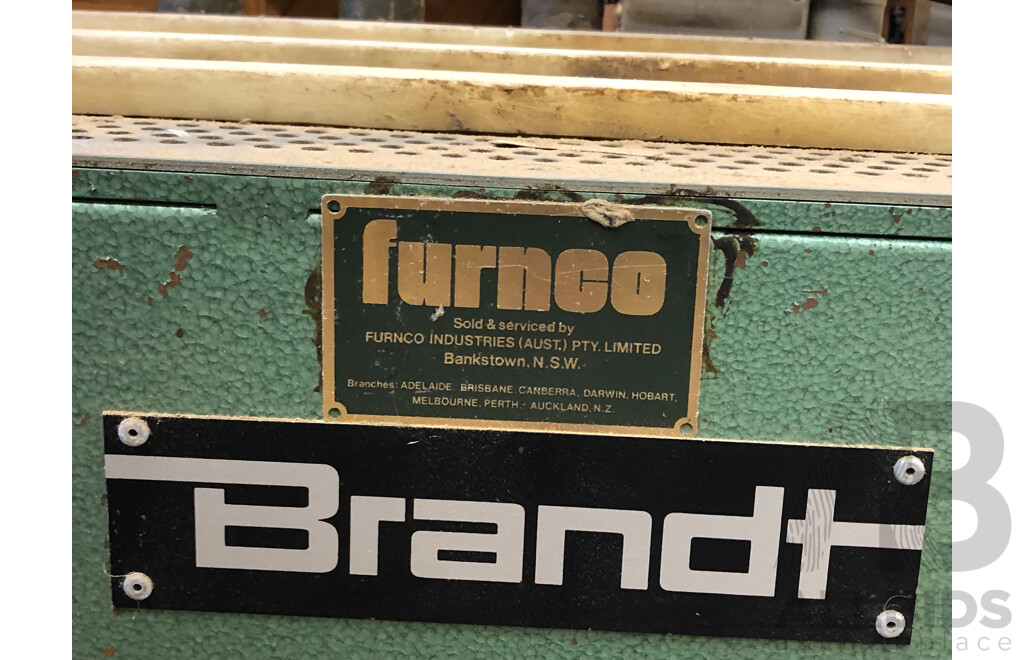 furnco
Sold & serviced by
FURNCO INDUSTRIES (AUST.) PTY. LIMITED
Bankstown, N.S.W.
Branches: ADELAIDE, BRISBANE, CANBERRA, DARWIN, HOBART,
MELBOURNE, PERTH - AUCKLAND, N.Z.
Brandt